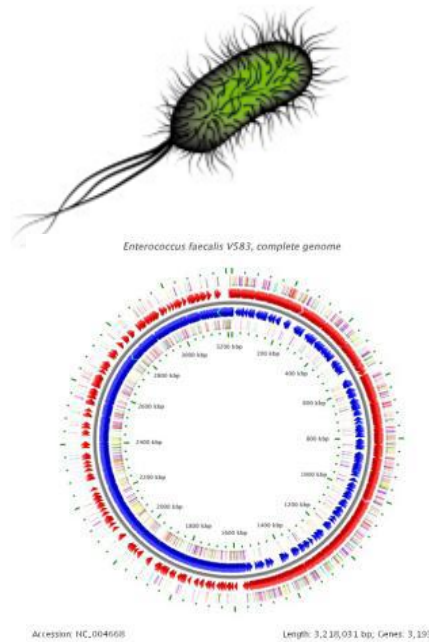 Enterococcus faecalis V583, complete genome
3200 kbp
3000 kbp
200 kbp
2800 kbp
400 kbp
2600 kbp
600 kbp
2400 kbp
800 kbp
2200 kbp
1000 kbp
2000 kbp
1200 kbp
1800 kbp
1400 kbp
1600 kbp
Accession: NC_004668
Length: 3,218,031 bp; Genes: 3,19